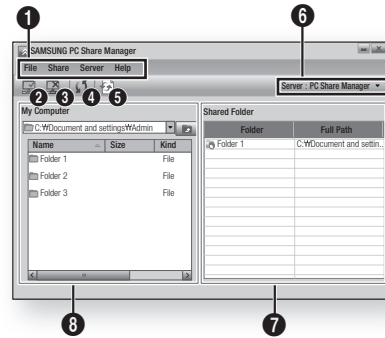 1
6
SAMSUNG PC Share Manager
File Share Server Help
2 3 4 5
Server : PC Share Manager
My Computer
Shared Folder
C:₩Document and settings₩Admin
Folder Full Path
Name Size Kind
Folder 1 C:₩Document and settin..
Folder 1 File
Folder 2 File
Folder 3 File
8
7